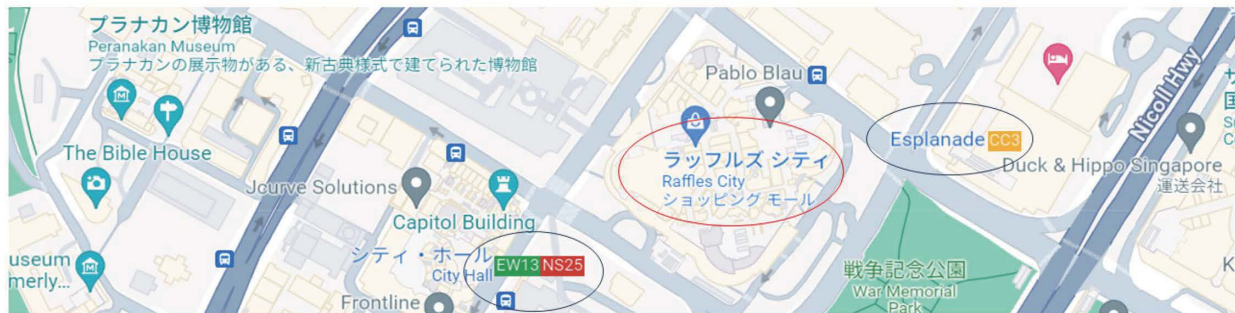 プラナカン博物館
Peranakan Museum
プラナカンの展示物がある、新古典様式で建てられた博物館
The Bible House
useum
merly...
Jcurve Solutions
Capitol Building
シティ・ホール
City Hall
EW13 NS25
Frontline
Pablo Blau
ラッフルズ シティ
Raffles City
ショッピング モール
Esplanade CC3
Nicoll Hwy
Duck & Hippo Singapore
運送会社
戦争記念公園
War Memorial
Park
サ
国
Su
Co
K